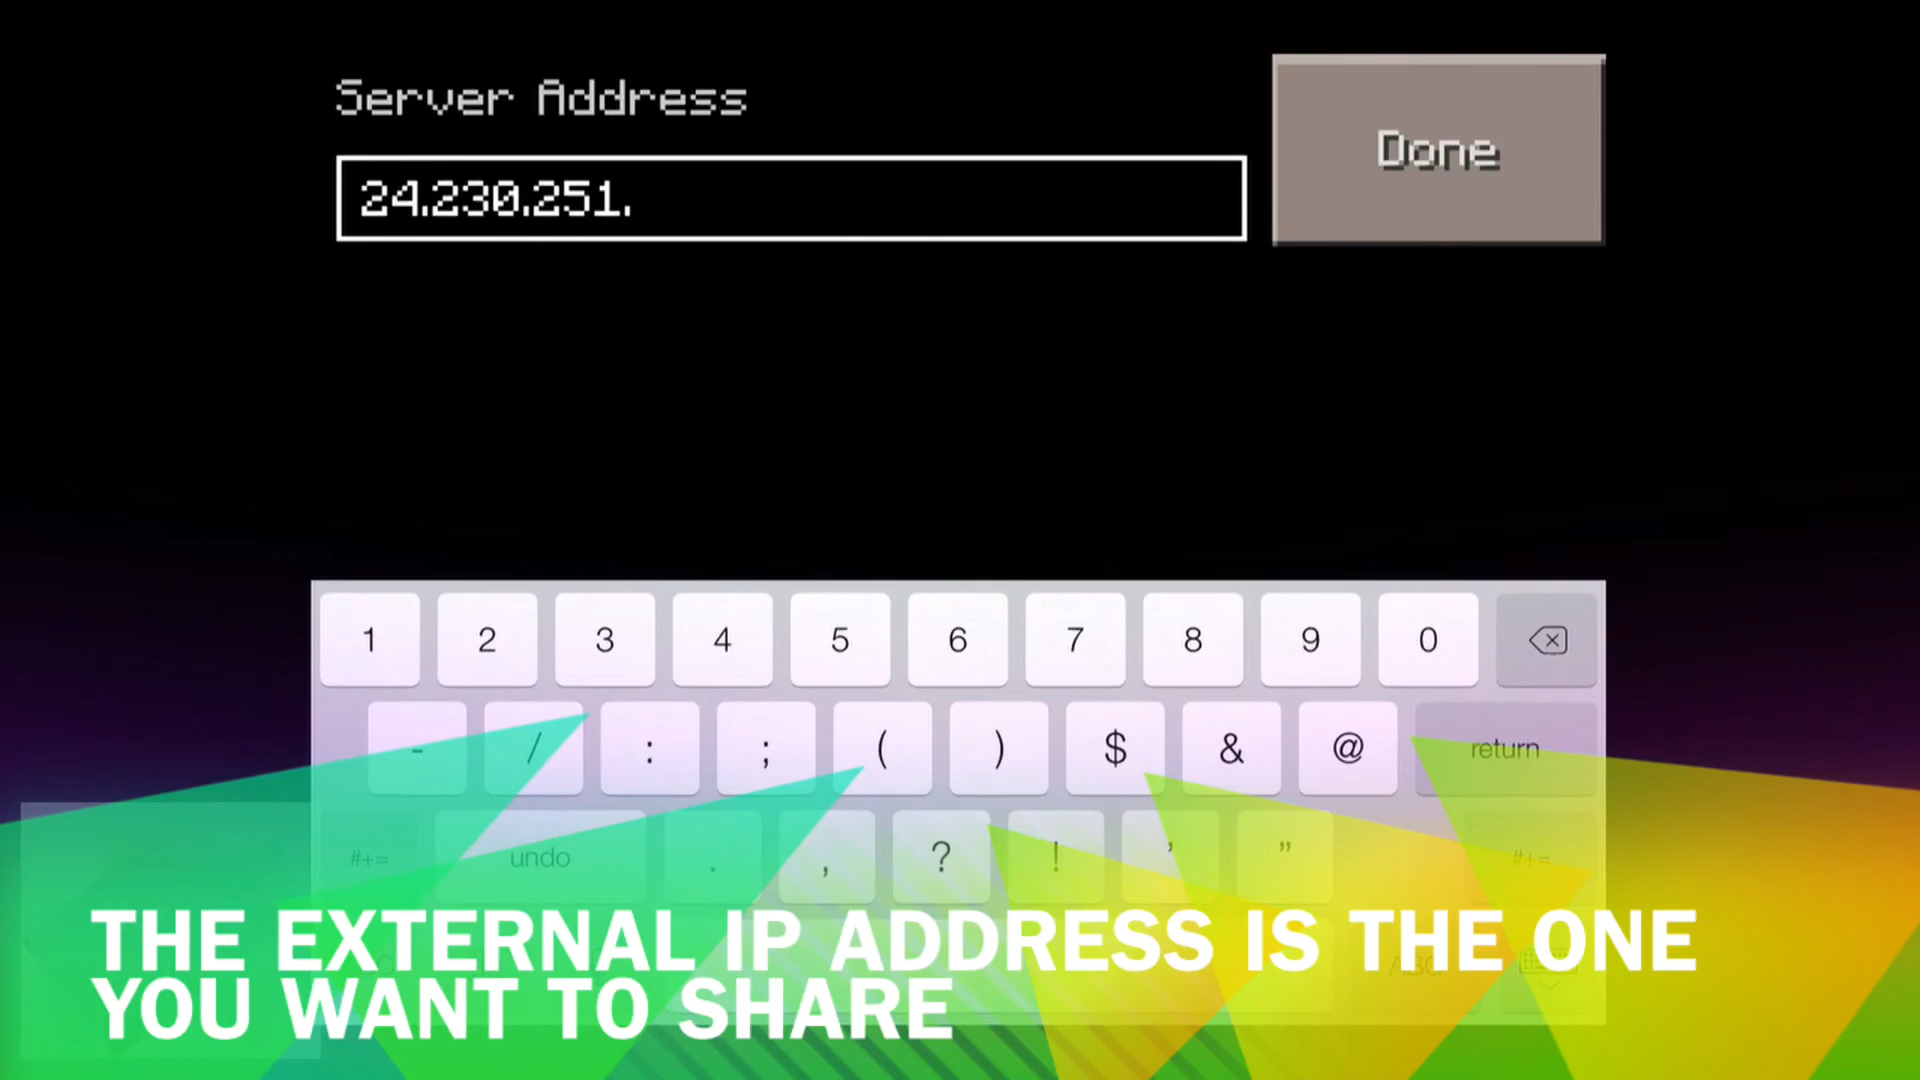 Server Address
Done
24.230.251.
1 2 3 4 5 6 7 8 9 0
- / : ; ( ) $ & @ return
#+= undo . , ? ! ’ ” #+=
ABC
THE EXTERNAL IP ADDRESS IS THE ONE
YOU WANT TO SHARE